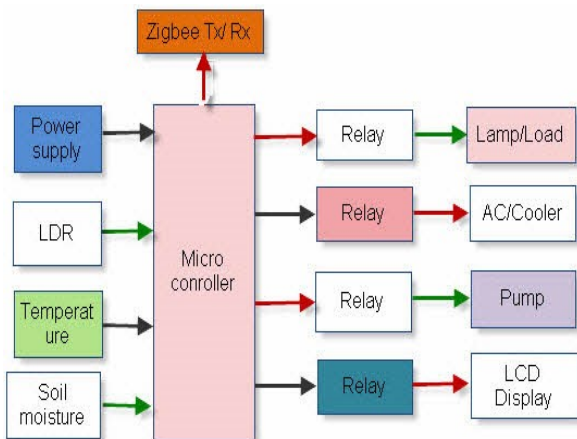 Zigbee Tx/ Rx
Power
supply
LDR
Temperat
ure
Soil
moisture
Micro
conroller
Relay
Lamp/Load
Relay
AC/Cooler
Relay
Pump
Relay
LCD
Display